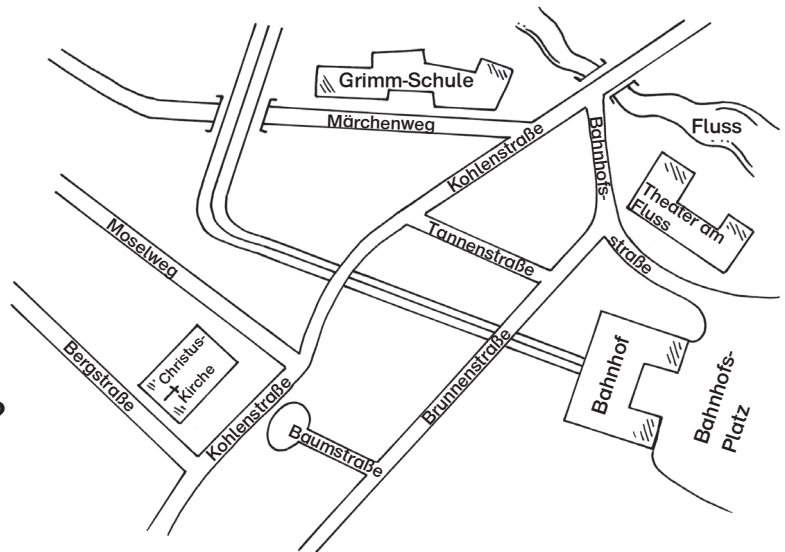 Grimm-Schule
Märchenweg
Kohlenstraße
Bahnhofs-
straße
Fluss
Theater am
Fluss
Tannenstraße
Moselweg
Christus-
Kirche
Bergstraße
Kohlenstraße
Baumstraße
Brunnenstraße
Bahnhof
Bahnhofs-
Platz